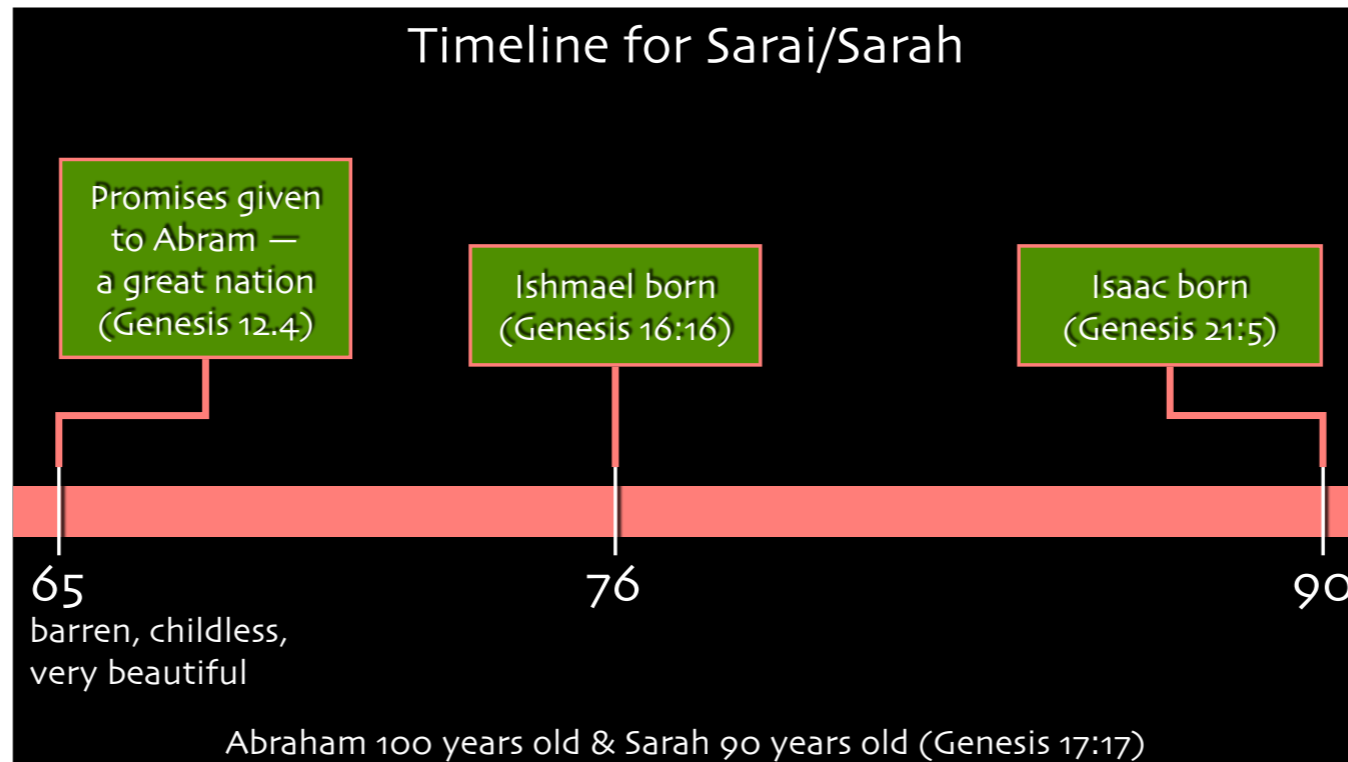 Timeline for Sarai/Sarah
Promises given
to Abram —
a great nation
(Genesis 12.4)
Ishmael born
(Genesis 16:16)
Isaac born
(Genesis 21:5)
65
76
90
barren, childless,
very beautiful
Abraham 100 years old & Sarah 90 years old (Genesis 17:17)